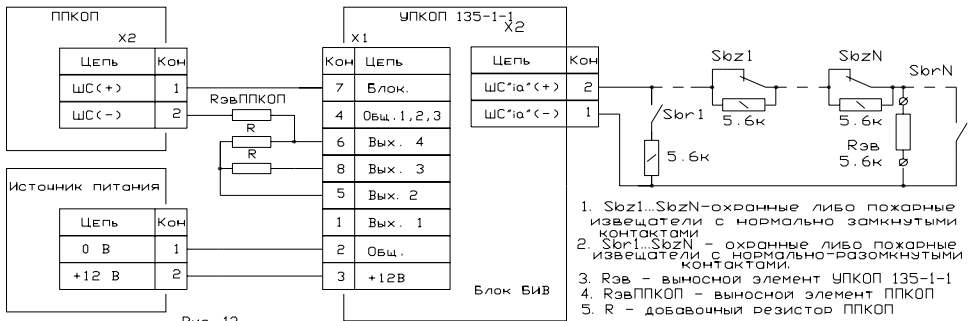 ППКОП
X2
Цепь Кон
ШС(+) 1
ШС(-) 2
RэвППКОП
R
R
Источник питания
Цепь Кон
0 В 1
+12 В 2
УПКОП 135-1-1
X1
Кон Цепь
7 Блок.
4 Общ.1,2,3
6 Вых. 4
8 Вых. 3
5 Вых. 2
1 Вых. 1
2 Общ.
3 +12В
X2
Цепь Кон
ШС"ia"(+) 2
ШС"ia"(-) 1
Блок БИВ
Sbz1
5.6к
SbzN
5.6к
SbrN
Sbr1
5.6к
Rэв
5.6к
1. Sbz1...SbzN-охранные либо пожарные
извещатели с нормально замкнутыми
контактами
2. Sbr1...SbzN - охранные либо пожарные
извещатели с нормально-разомкнутыми
контактами.
3. Rэв - выносной элемент УПКОП 135-1-1
4. RэвППКОП - выносной элемент ППКОП
5. R - добавочный резистор ППКОП